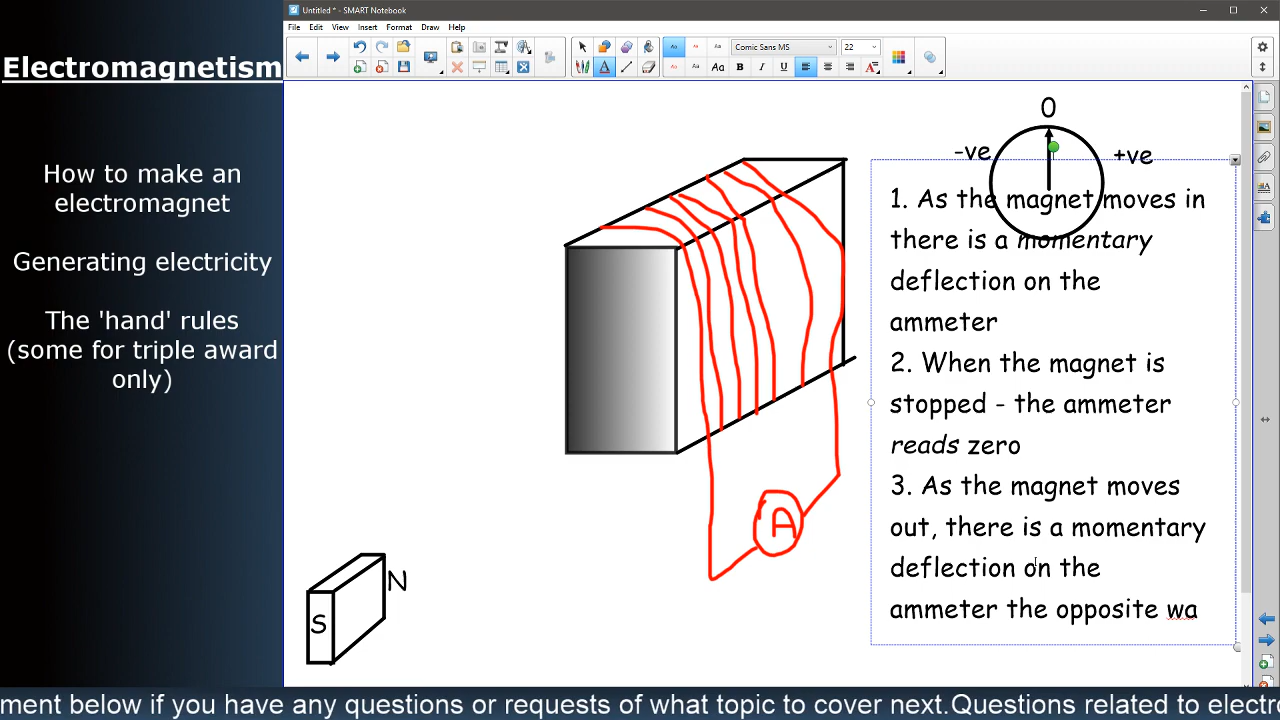 Untitled * - SMART Notebook
File Edit View Insert Format Draw Help
Comic Sans MS
22
Electromagnetism
How to make an
electromagnet
Generating electricity
The 'hand' rules
(some for triple award
only)
0
-ve
+ve
1. As the magnet moves in
there is a momentary
deflection on the
ammeter
2. When the magnet is
stopped - the ammeter
reads zero
3. As the magnet moves
out, there is a momentary
deflection on the
ammeter the opposite wa
A
N
S
ment below if you have any questions or requests of what topic to cover next.Questions related to electro